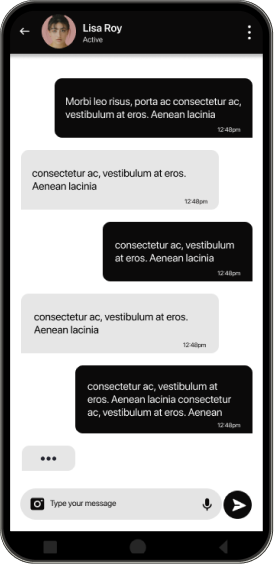 Lisa Roy
Active
Morbi leo risus, porta ac consectetur ac,
vestibulum at eros. Aenean lacinia
12:48pm
consectetur ac, vestibulum at eros.
Aenean lacinia
12:48pm
consectetur ac, vestibulum
at eros. Aenean lacinia
12:48pm
consectetur ac, vestibulum at eros.
Aenean lacinia
12:48pm
consectetur ac, vestibulum at
eros. Aenean lacinia consectetur
ac, vestibulum at eros. Aenean
12:48pm
Type your message